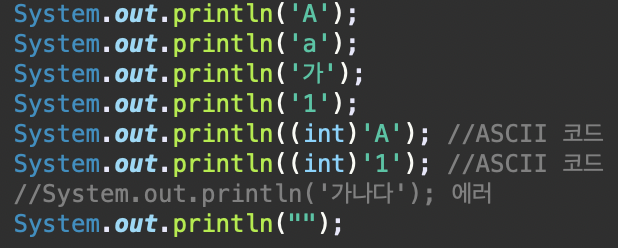 System.out.println('A');
System.out.println('a');
System.out.println('가');
System.out.println('1');
System.out.println((int)'A'); //ASCII 코드
System.out.println((int)'1'); //ASCII 코드
//System.out.println('가나다'); 에러
System.out.println("");